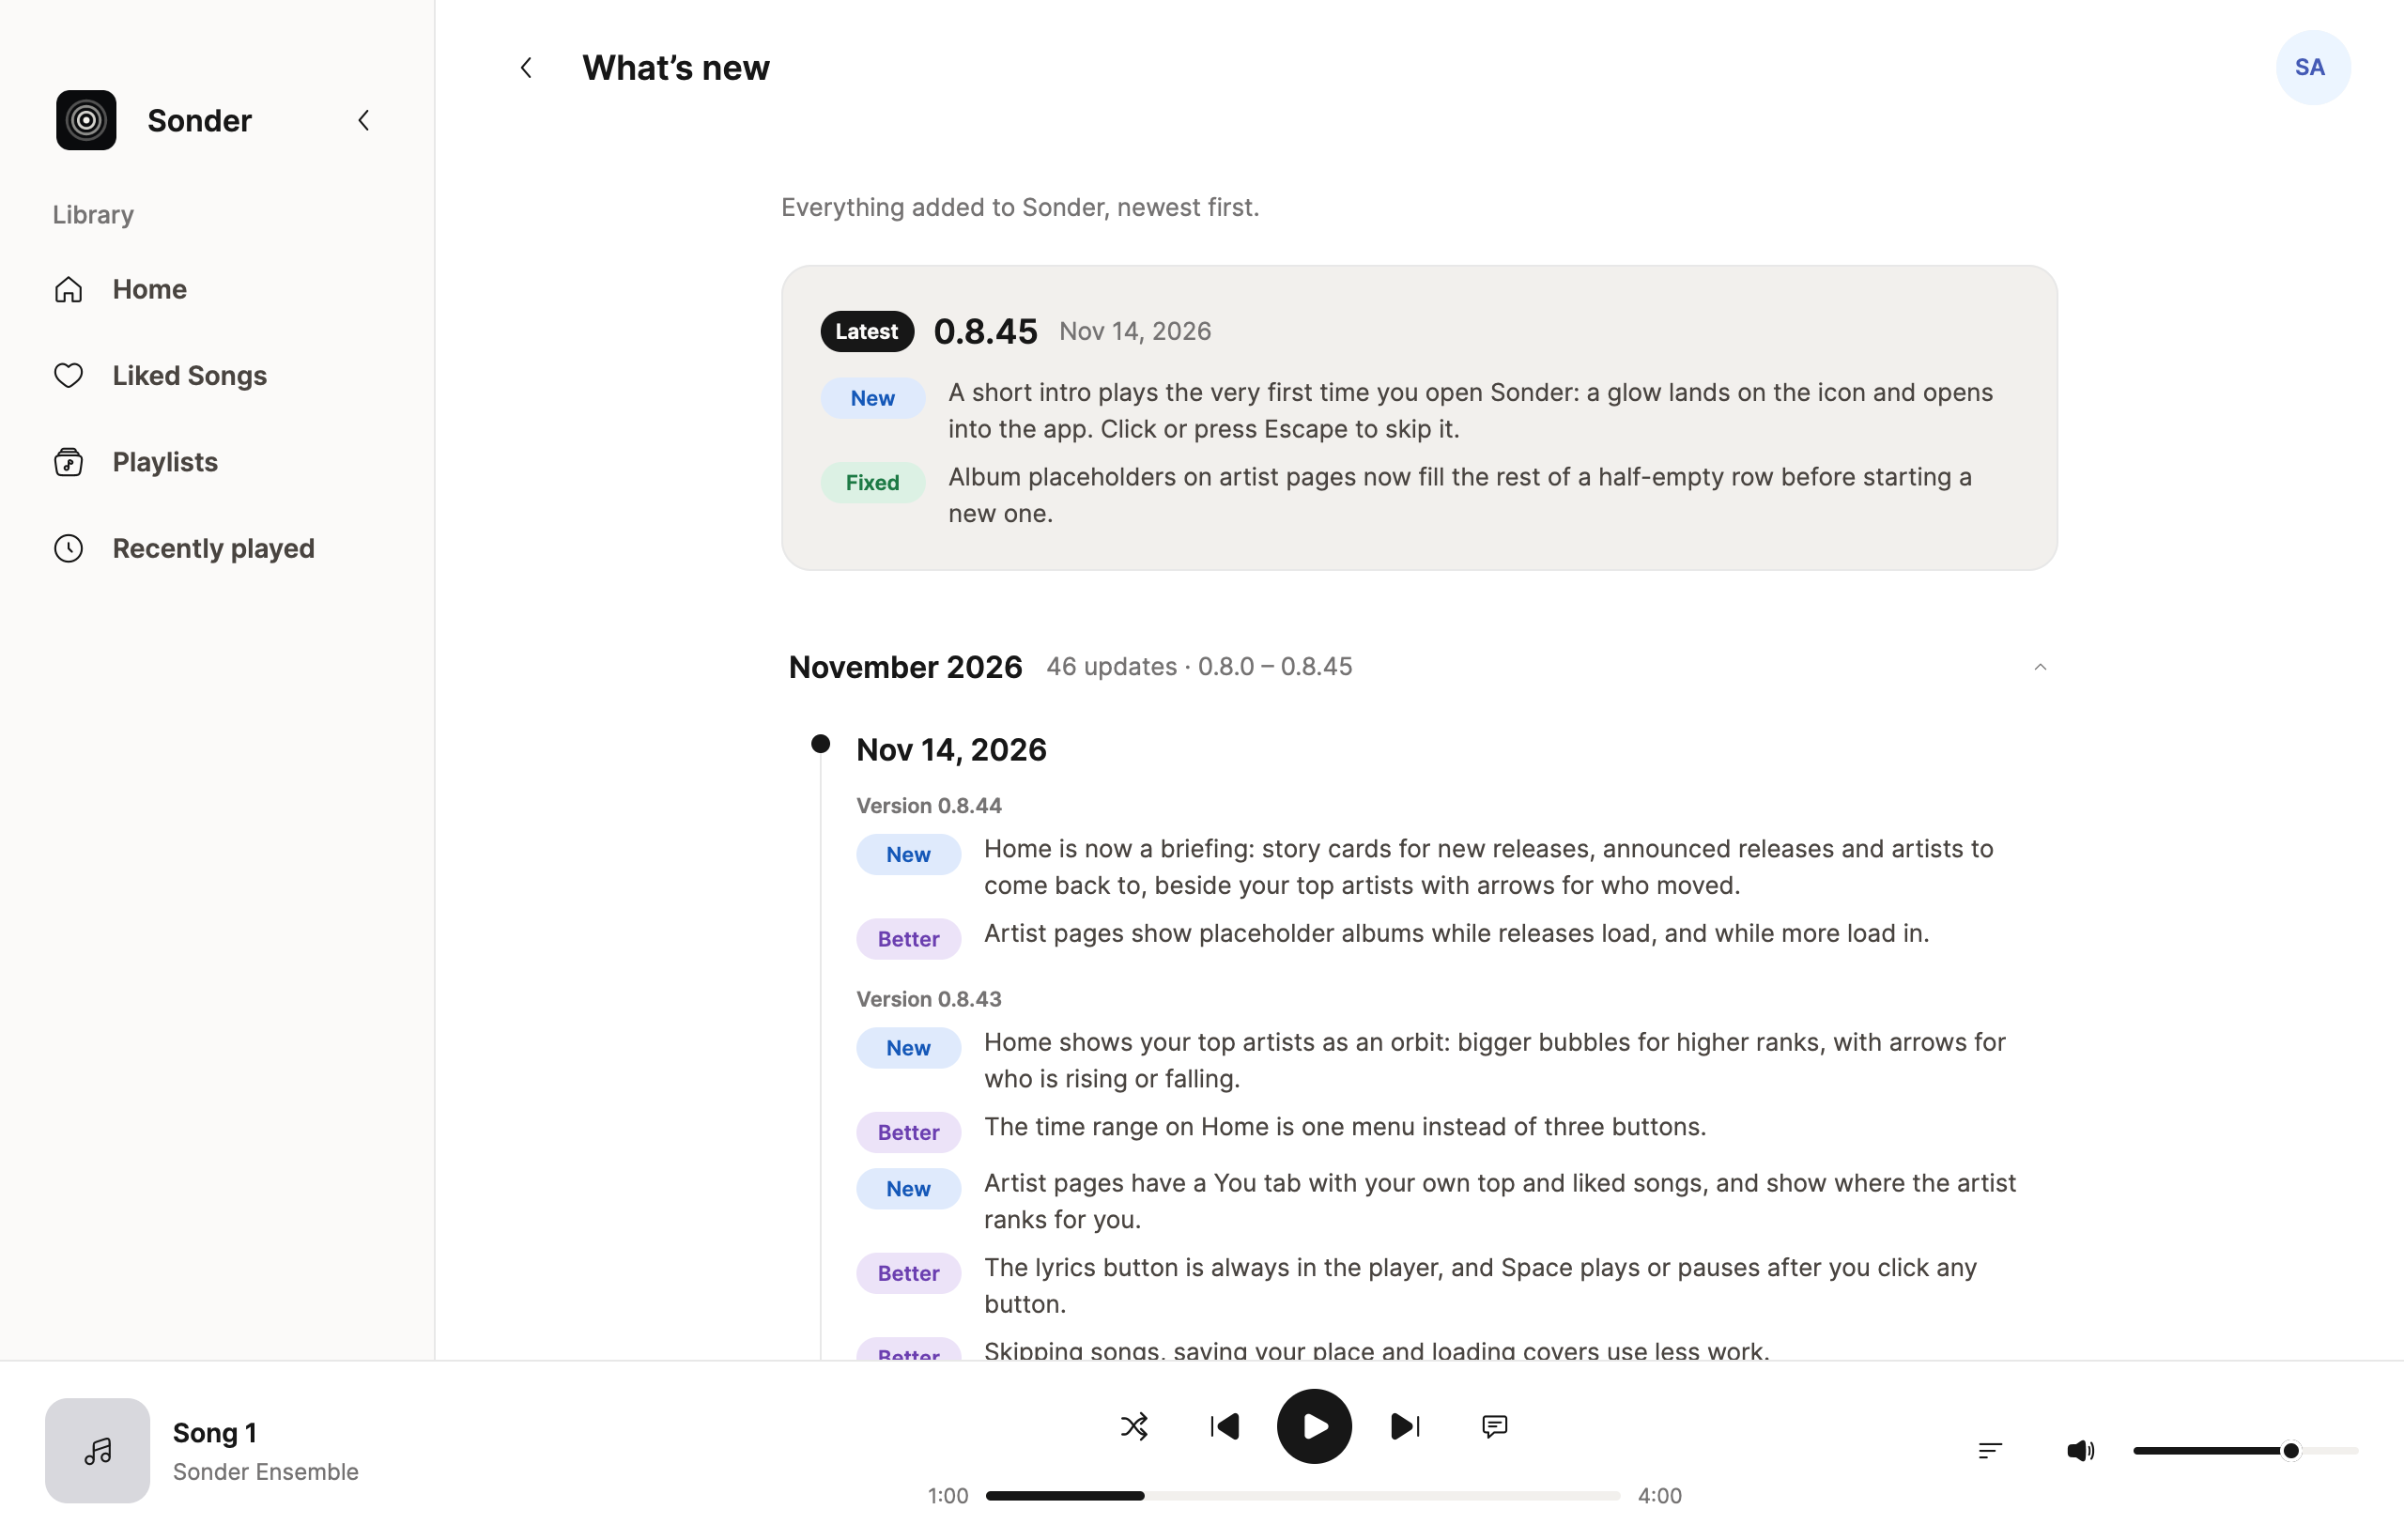 Sonder
Library
Home
Liked Songs
Playlists
Recently played
What’s new
SA
Everything added to Sonder, newest first.
Latest 0.8.45 Nov 14, 2026
New A short intro plays the very first time you open Sonder: a glow lands on the icon and opens
into the app. Click or press Escape to skip it.
Fixed Album placeholders on artist pages now fill the rest of a half-empty row before starting a
new one.
November 2026 46 updates · 0.8.0 – 0.8.45
Nov 14, 2026
Version 0.8.44
New Home is now a briefing: story cards for new releases, announced releases and artists to
come back to, beside your top artists with arrows for who moved.
Better Artist pages show placeholder albums while releases load, and while more load in.
Version 0.8.43
New Home shows your top artists as an orbit: bigger bubbles for higher ranks, with arrows for
who is rising or falling.
Better The time range on Home is one menu instead of three buttons.
New Artist pages have a You tab with your own top and liked songs, and show where the artist
ranks for you.
Better The lyrics button is always in the player, and Space plays or pauses after you click any
button.
Better Skipping songs, saving your place and loading covers use less work.
Song 1
Sonder Ensemble
1:00 4:00